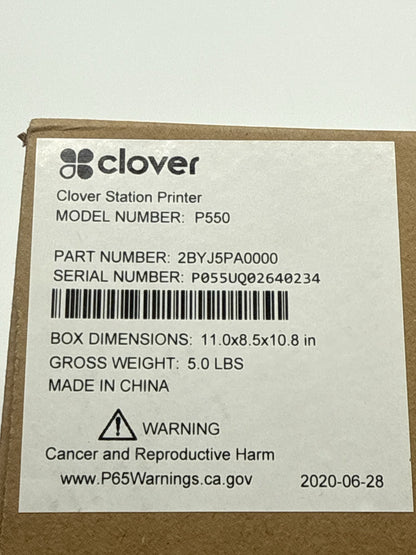 clover
Clover Station Printer
MODEL NUMBER: P550
PART NUMBER: 2BYJ5PA0000
SERIAL NUMBER: P055UQ02640234
BOX DIMENSIONS: 11.0x8.5x10.8 in
GROSS WEIGHT: 5.0 LBS
MADE IN CHINA
WARNING
Cancer and Reproductive Harm
www.P65Warnings.ca.gov 2020-06-28